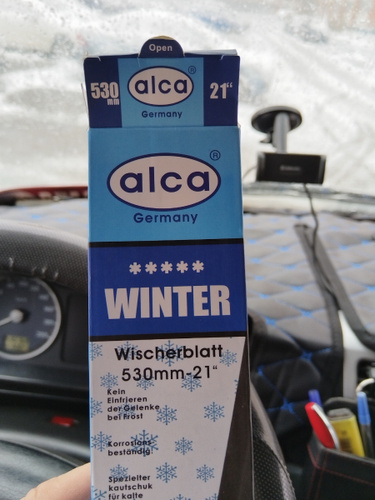 Open
530 mm
alca®
21"
Germany
alca®
Germany
*****
WINTER
Wischerblatt
530mm-21"
Kein
Einfrieren
der Gelenke
bei Frost
Korrosions
beständig
Spezieller
kautschuk
für kalte